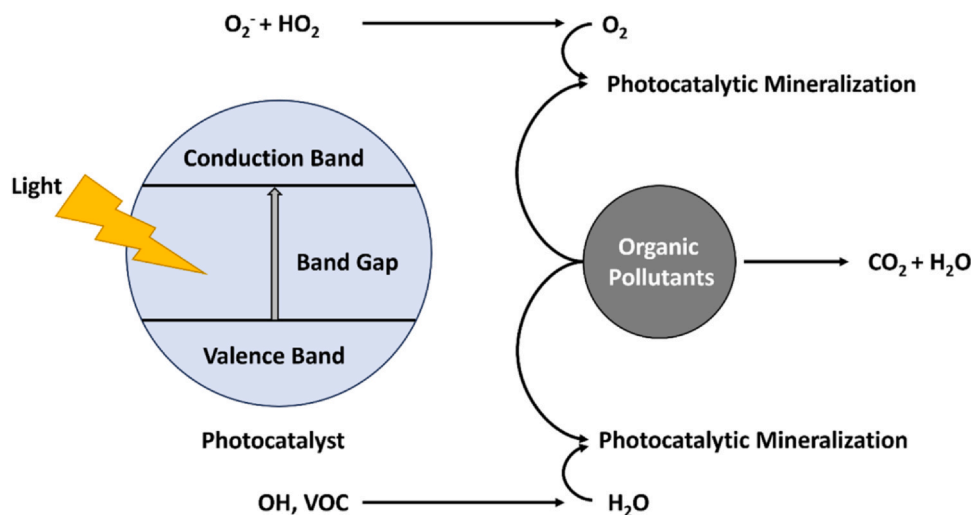 O₂⁻ + HO₂
O₂
Photocatalytic Mineralization
Conduction Band
Light
Band Gap
Organic
Pollutants
CO₂ + H₂O
Valence Band
Photocatalyst
Photocatalytic Mineralization
OH, VOC
H₂O